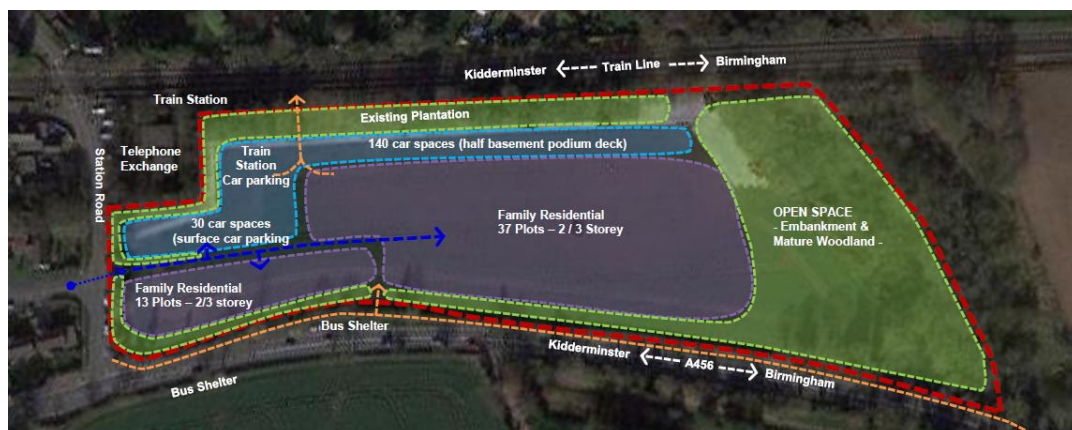 Kidderminster
Train Line
Birmingham
Train Station
Existing Plantation
Station Road
Telephone
Exchange
Train
Station
Car parking
140 car spaces (half basement podium deck)
30 car spaces
(surface car parking
Family Residential
37 Plots – 2 / 3 Storey
OPEN SPACE
- Embankment &
Mature Woodland -
Family Residential
13 Plots – 2/3 storey
Bus Shelter
Bus Shelter
Kidderminster
A456
Birmingham